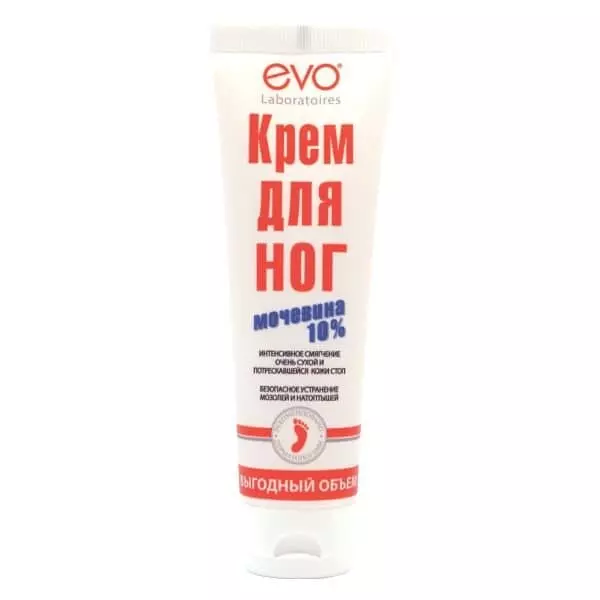 evo®
Laboratoires
Крем
для
ног
мочевина
10%
ИНТЕНСИВНОЕ СМЯГЧЕНИЕ
ОЧЕНЬ СУХОЙ И
ПОТРЕСКАВШЕЙСЯ КОЖИ СТОП
БЕЗОПАСНОЕ УСТРАНЕНИЕ
МОЗОЛЕЙ И НАТОПТЫШЕЙ
ВЫГОДНЫЙ ОБЪЕМ